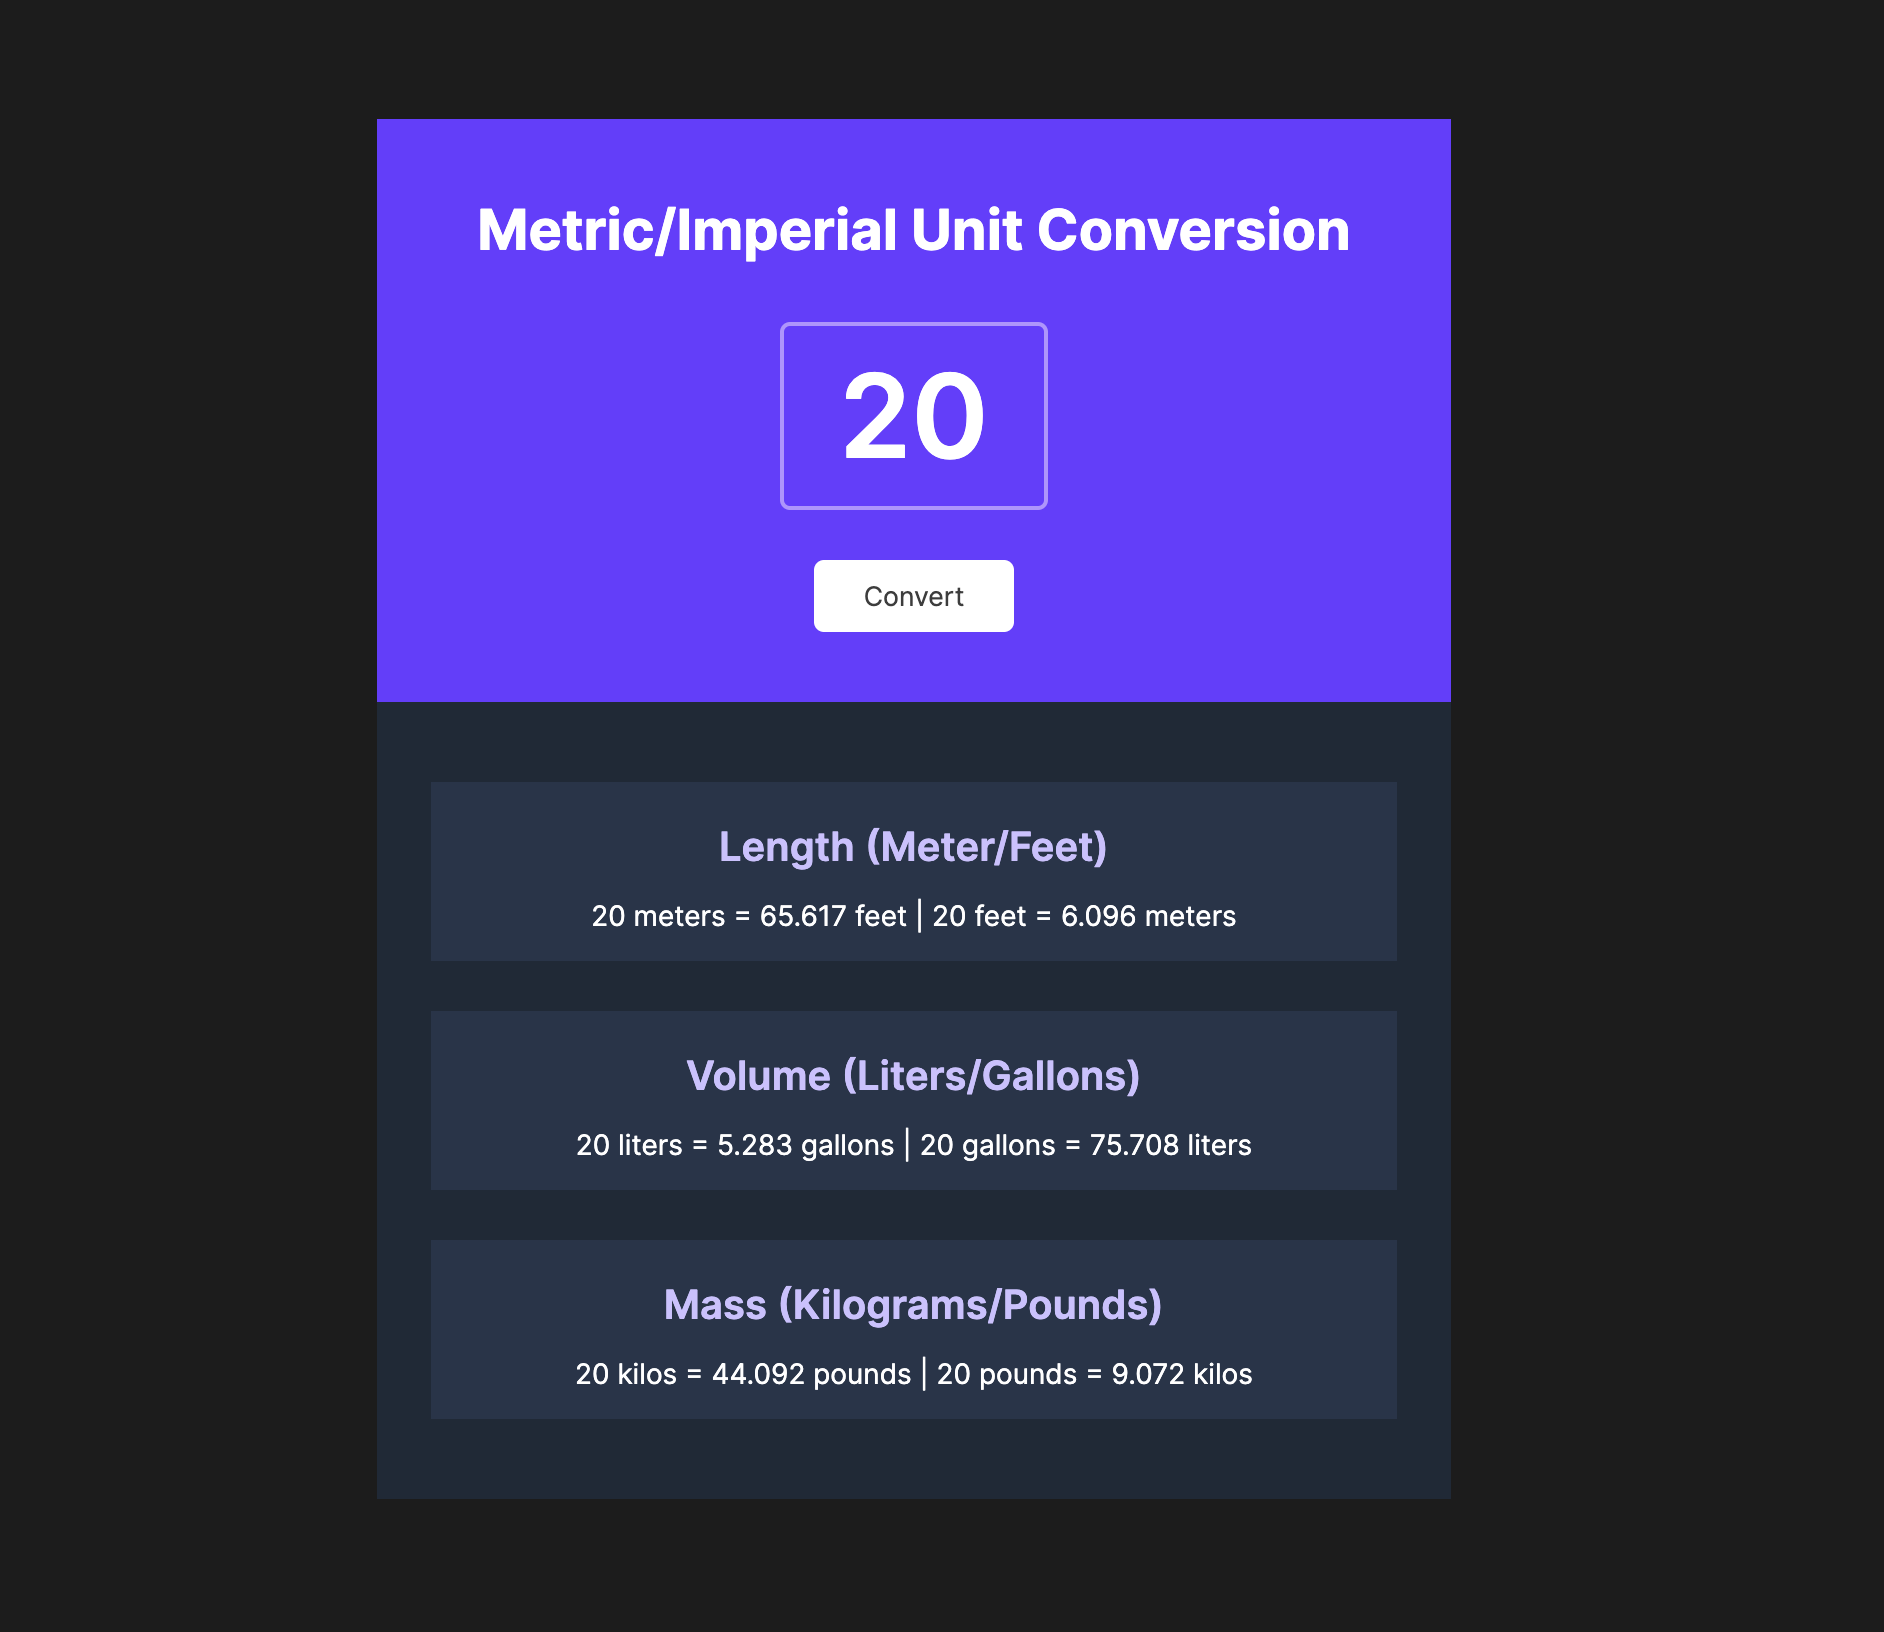 Metric/Imperial Unit Conversion
20
Convert
Length (Meter/Feet)
20 meters = 65.617 feet | 20 feet = 6.096 meters
Volume (Liters/Gallons)
20 liters = 5.283 gallons | 20 gallons = 75.708 liters
Mass (Kilograms/Pounds)
20 kilos = 44.092 pounds | 20 pounds = 9.072 kilos